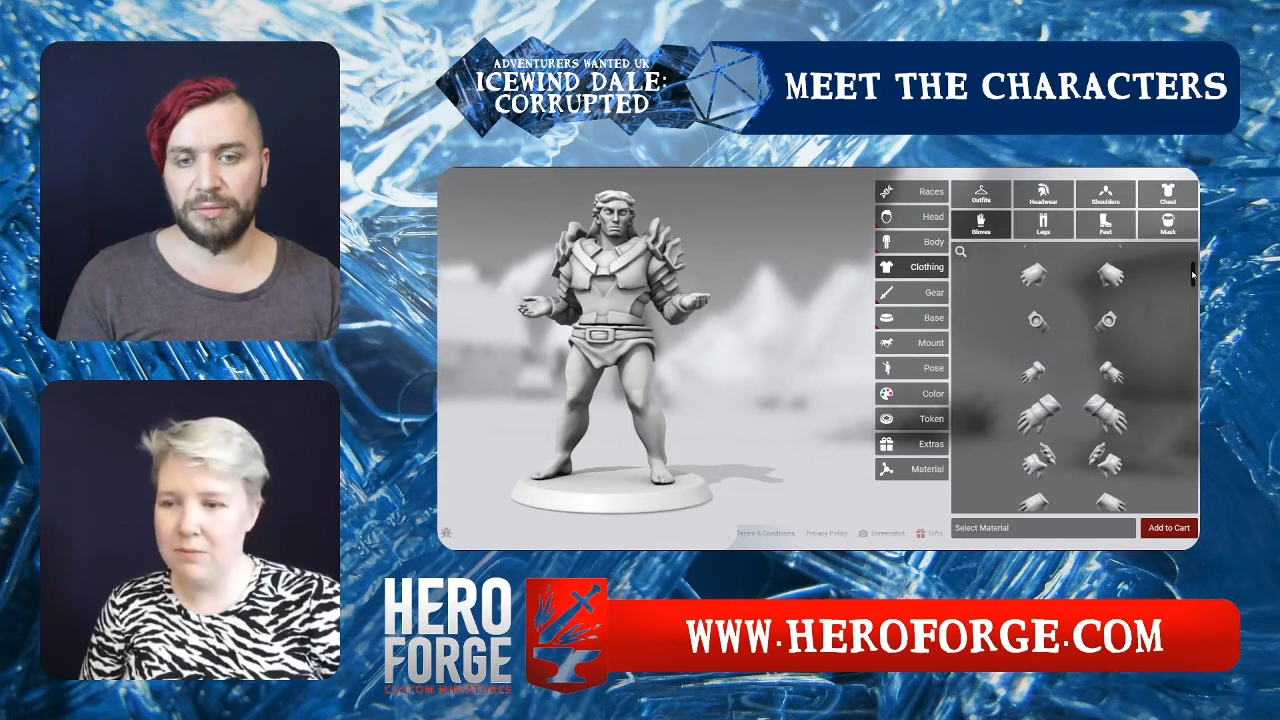 ADVENTURERS WANTED UK
ICEWIND DALE:
CORRUPTED
MEET THE CHARACTERS
Races
Head
Body
Clothing
Gear
Base
Mount
Pose
Color
Token
Extras
Material
Outfits
Headwear
Shoulders
Chest
Gloves
Legs
Feet
Mask
Select Material
Add to Cart
Terms & Conditions
Privacy Policy
Screenshot
Gifts
HERO
FORGE
CUSTOM MINIATURES
WWW.HEROFORGE.COM